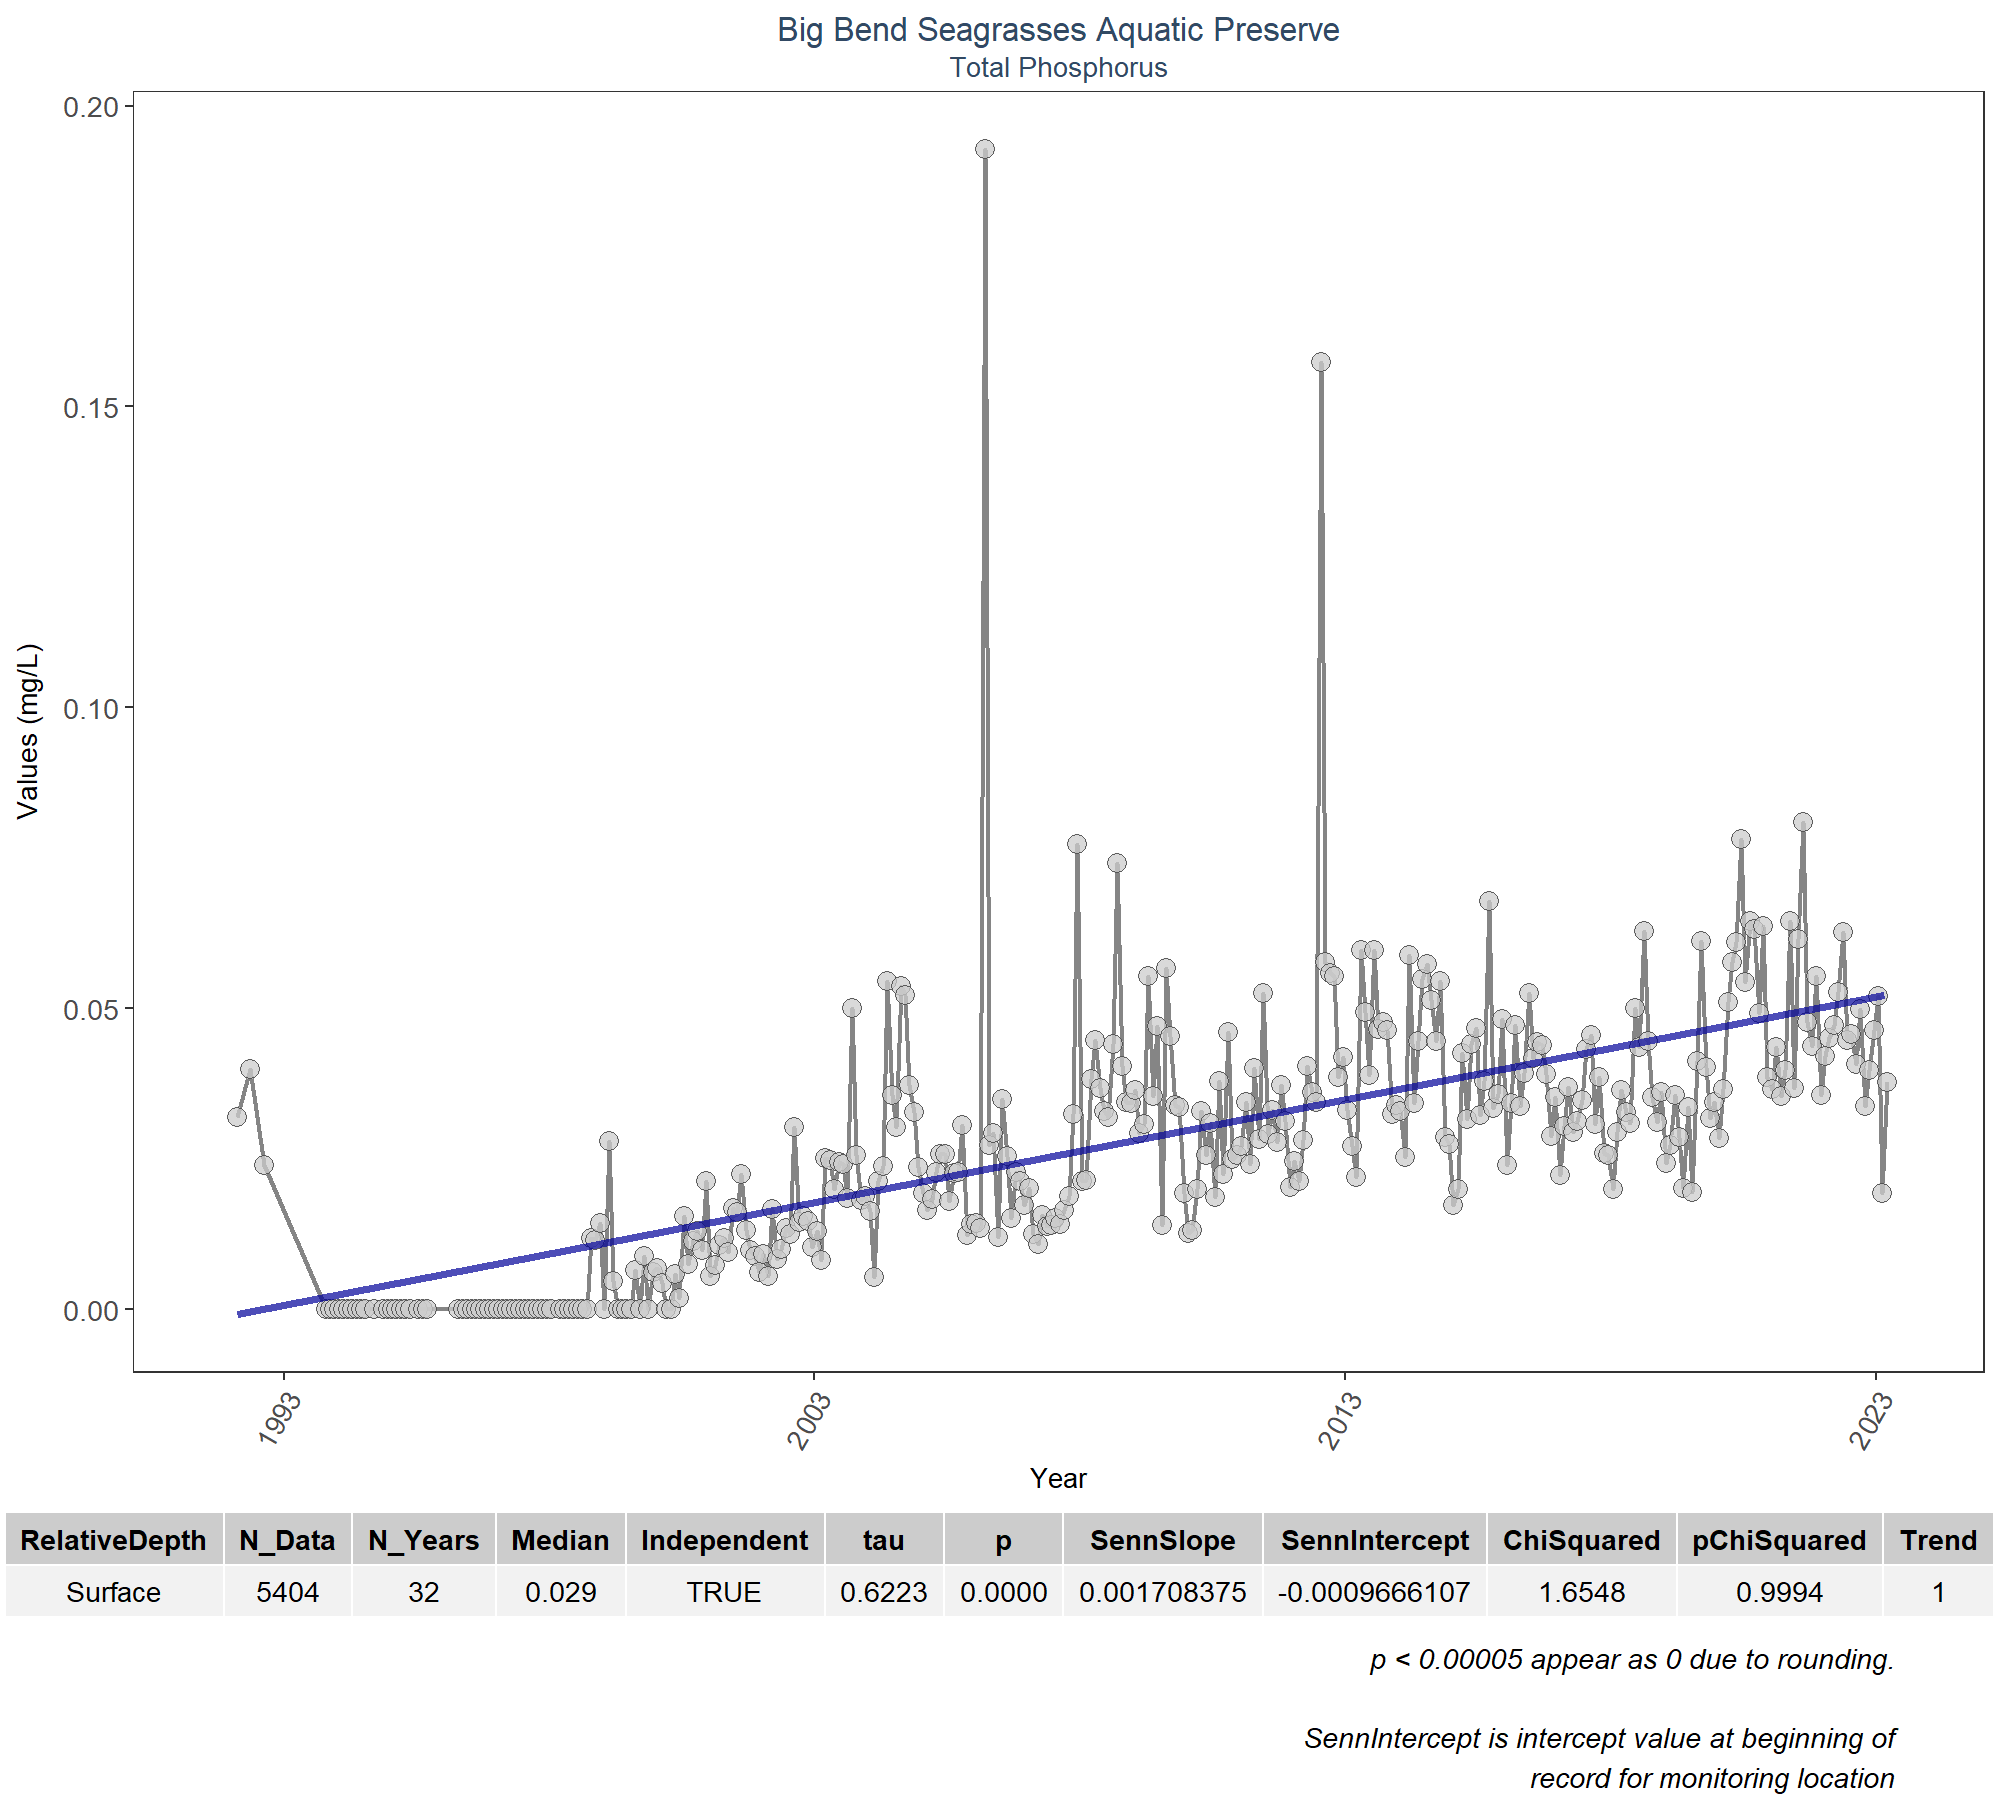 Big Bend Seagrasses Aquatic Preserve
Total Phosphorus
Values (mg/L)
0.20
0.15
0.10
0.05
0.00
1993 2003 2013 2023
Year
RelativeDepth N_Data N_Years Median Independent tau p SennSlope SennIntercept ChiSquared pChiSquared Trend
Surface 5404 32 0.029 TRUE 0.6223 0.0000 0.001708375 -0.0009666107 1.6548 0.9994 1
p < 0.00005 appear as 0 due to rounding.
SennIntercept is intercept value at beginning of
record for monitoring location